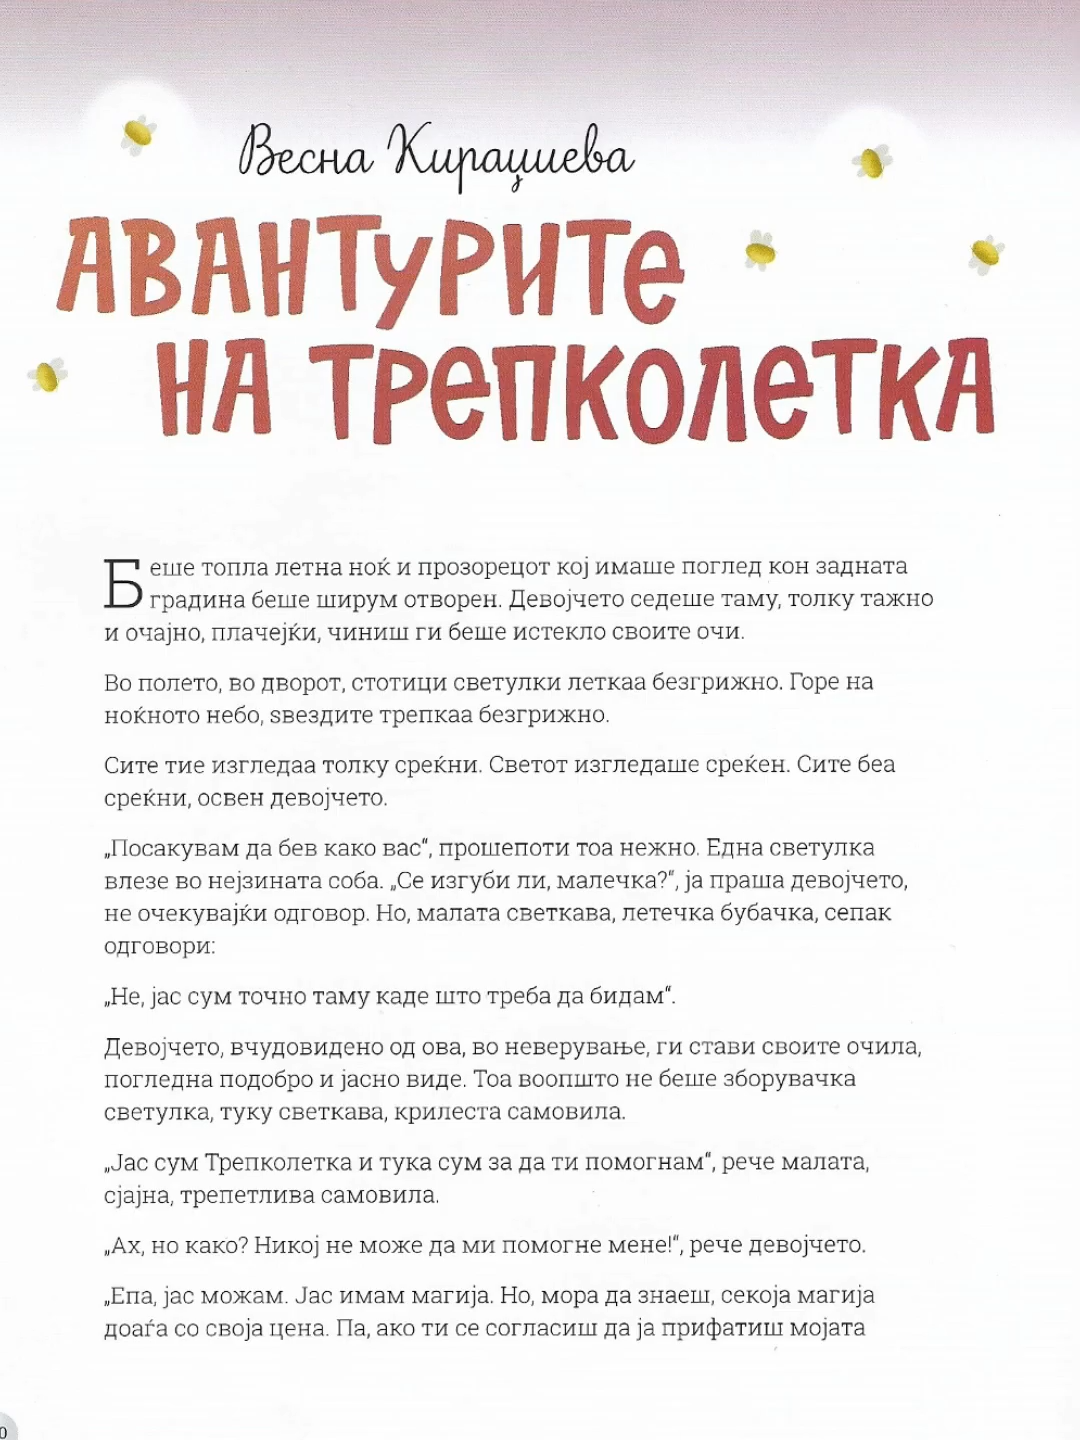 Весна Кираџиева
АВАНТУРИТЕ
НА ТРЕПКОЛЕТКА
Беше топла летна ноќ и прозорецот кој имаше поглед кон задната
градина беше ширум отворен. Девојчето седеше таму, толку тажно
и очајно, плачејќи, чиниш ги беше истекло своите очи.
Во полето, во дворот, стотици светулки леткаа безгрижно. Горе на
ноќното небо, ѕвездите трепкаа безгрижно.
Сите тие изгледаа толку среќни. Светот изгледаше среќен. Сите беа
среќни, освен девојчето.
„Посакувам да бев како вас“, прошепоти тоа нежно. Една светулка
влезе во нејзината соба. „Се изгуби ли, малечка?“, ја праша девојчето,
не очекувајќи одговор. Но, малата светкава, летечка бубачка, сепак
одговори:
„Не, јас сум точно таму каде што треба да бидам“.
Девојчето, вчудовидено од ова, во неверување, ги стави своите очила,
погледна подобро и јасно виде. Тоа воопшто не беше зборувачка
светулка, туку светкава, крилеста самовила.
„Јас сум Трепколетка и тука сум за да ти помогнам“, рече малата,
сјајна, трепетлива самовила.
„Ах, но како? Никој не може да ми помогне мене!“, рече девојчето.
„Епа, јас можам. Јас имам магија. Но, мора да знаеш, секоја магија
доаѓа со своја цена. Па, ако ти се согласиш да ја прифатиш мојата
0